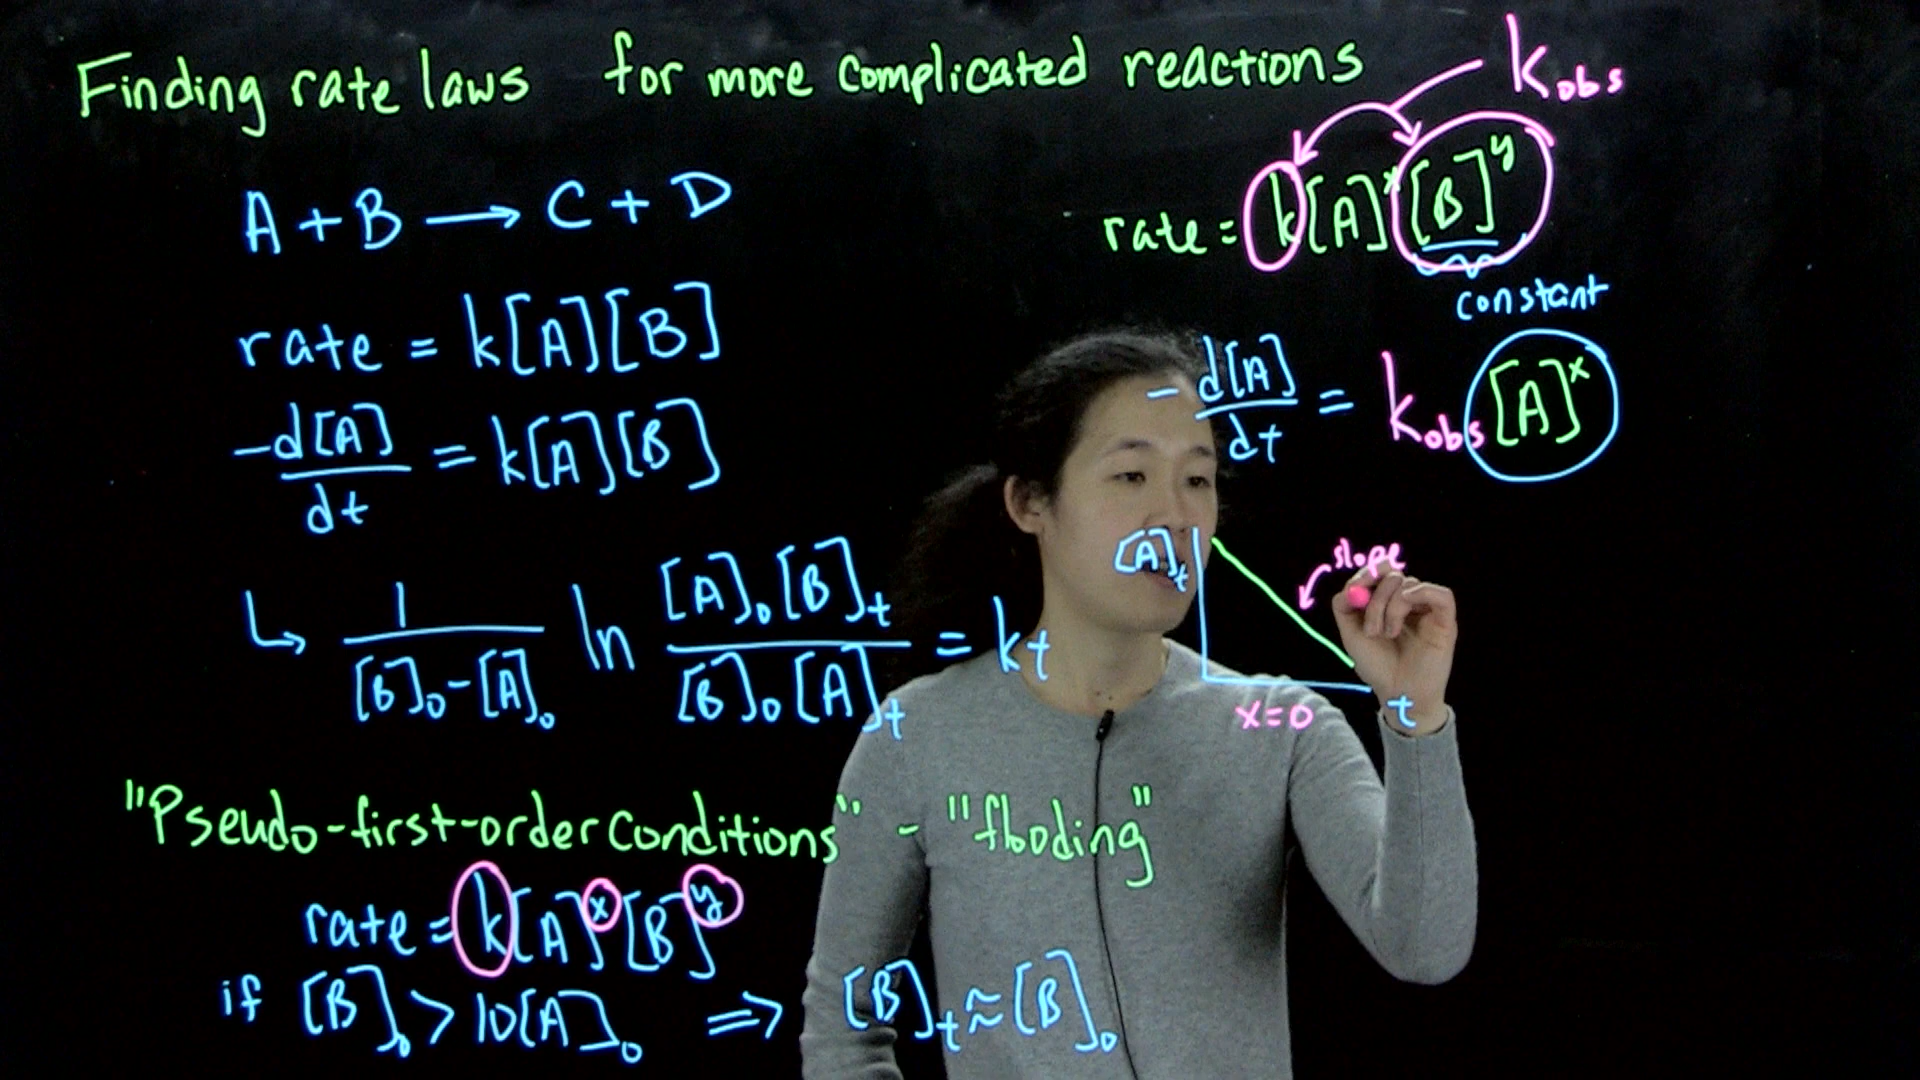 Finding rate laws for more complicated reactions
A + B → C + D
rate = k[A][B]
-d[A]/dt = k[A][B]
↳ 1/([B]₀-[A]₀) ln [A]₀[B]ₜ/[B]₀[A]ₜ = kt
"Pseudo-first-order conditions" - "flooding"
rate = k[A]ˣ[B]ʸ
if [B]₀ > 10[A]₀ ⇒ [B]ₜ ≈ [B]₀
kobs
rate = k[A]ˣ[B]ʸ
constant
- d[A]/dt = kobs[A]ˣ
[A]ₜ
slope
t
x=0